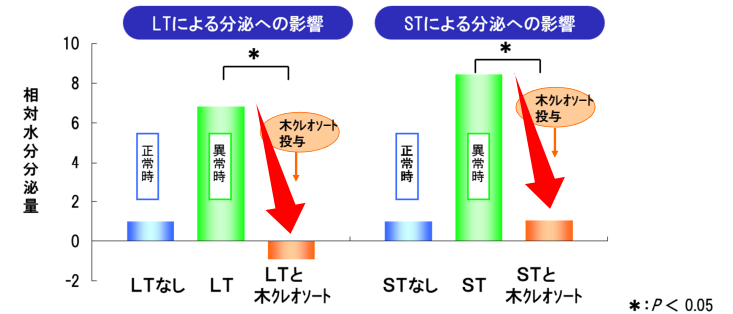 LTによる分泌への影響
STによる分泌への影響
相対水分分泌量
10
8
6
4
2
0
-2
正常時
異常時
*
木クレオソート
投与
LTなし
LT
LTと
木クレオソート
正常時
異常時
*
木クレオソート
投与
STなし
ST
STと
木クレオソート
*:P < 0.05